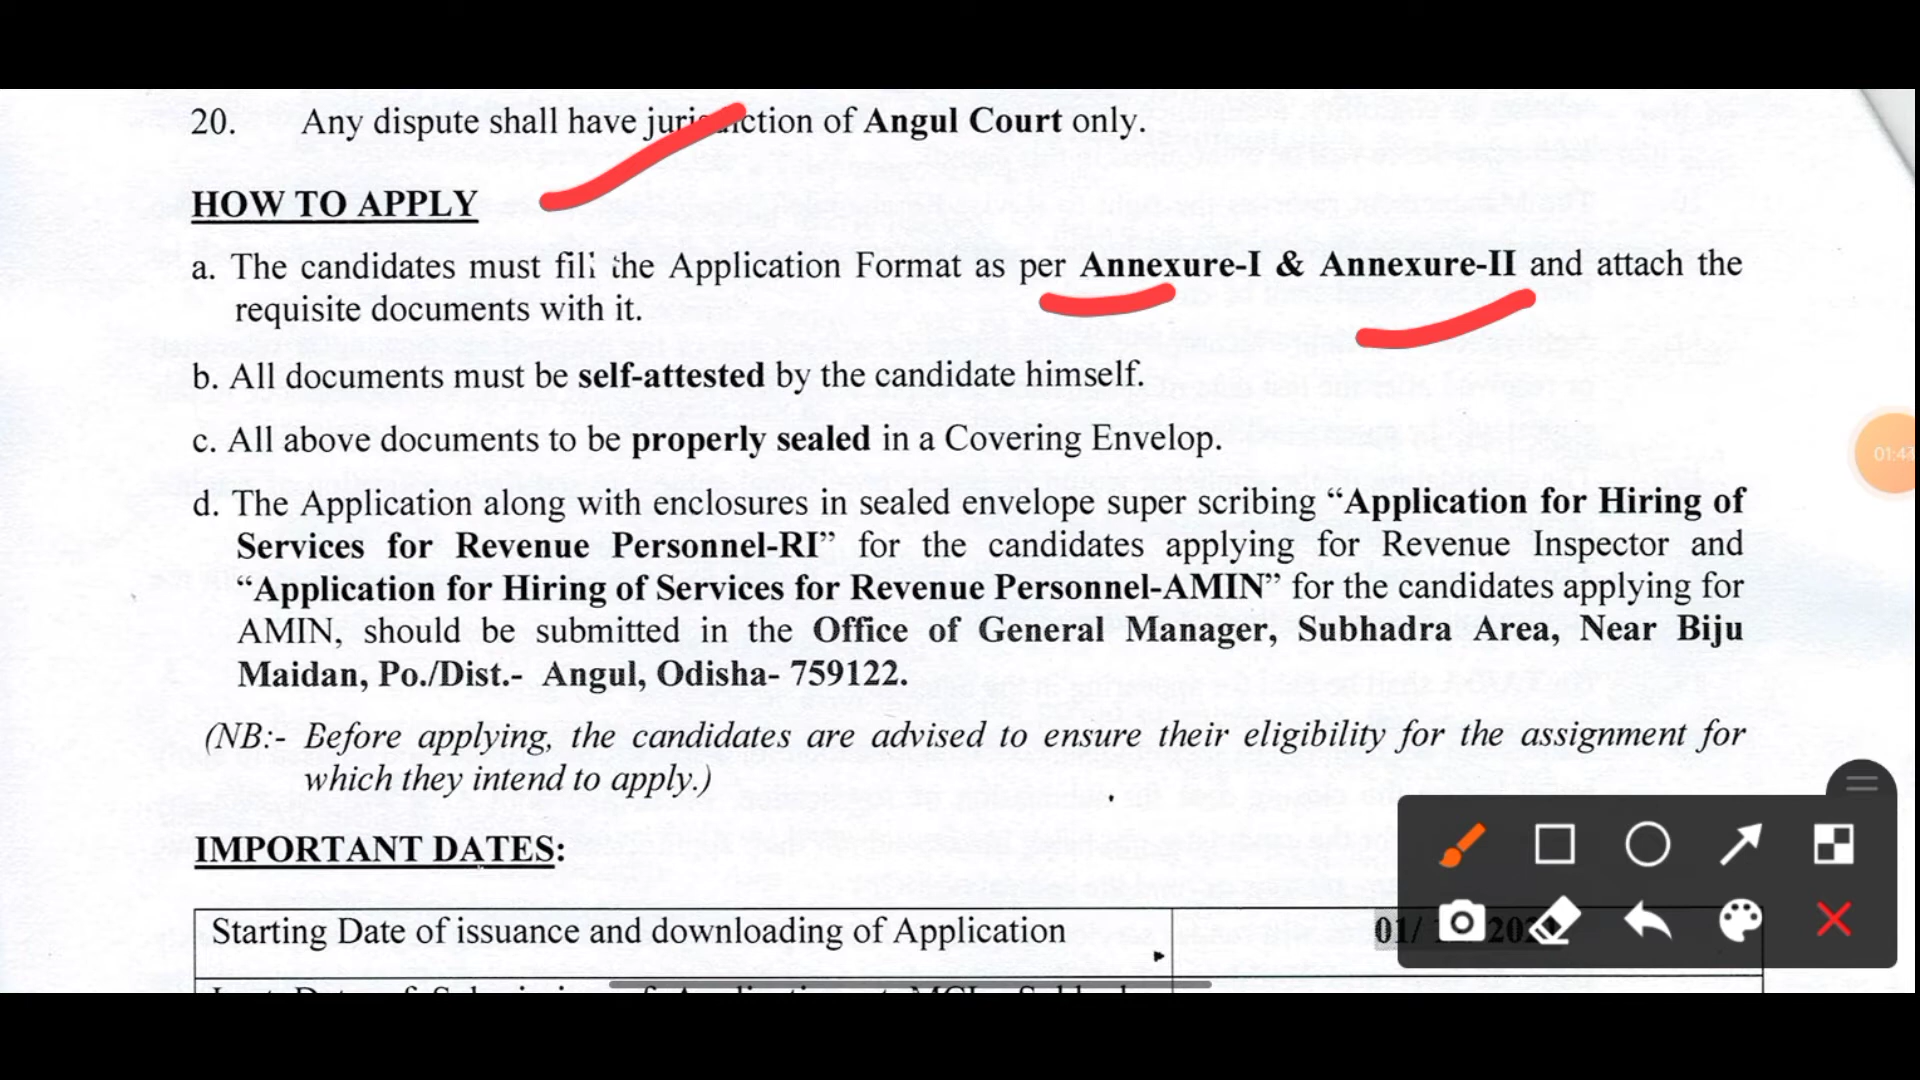 20. Any dispute shall have jurisdiction of Angul Court only.
HOW TO APPLY
a. The candidates must fill the Application Format as per Annexure-I & Annexure-II and attach the
requisite documents with it.
b. All documents must be self-attested by the candidate himself.
c. All above documents to be properly sealed in a Covering Envelop.
d. The Application along with enclosures in sealed envelope super scribing “Application for Hiring of
Services for Revenue Personnel-RI” for the candidates applying for Revenue Inspector and
“Application for Hiring of Services for Revenue Personnel-AMIN” for the candidates applying for
AMIN, should be submitted in the Office of General Manager, Subhadra Area, Near Biju
Maidan, Po./Dist.- Angul, Odisha- 759122.
(NB:- Before applying, the candidates are advised to ensure their eligibility for the assignment for
which they intend to apply.)
IMPORTANT DATES:
Starting Date of issuance and downloading of Application 01/